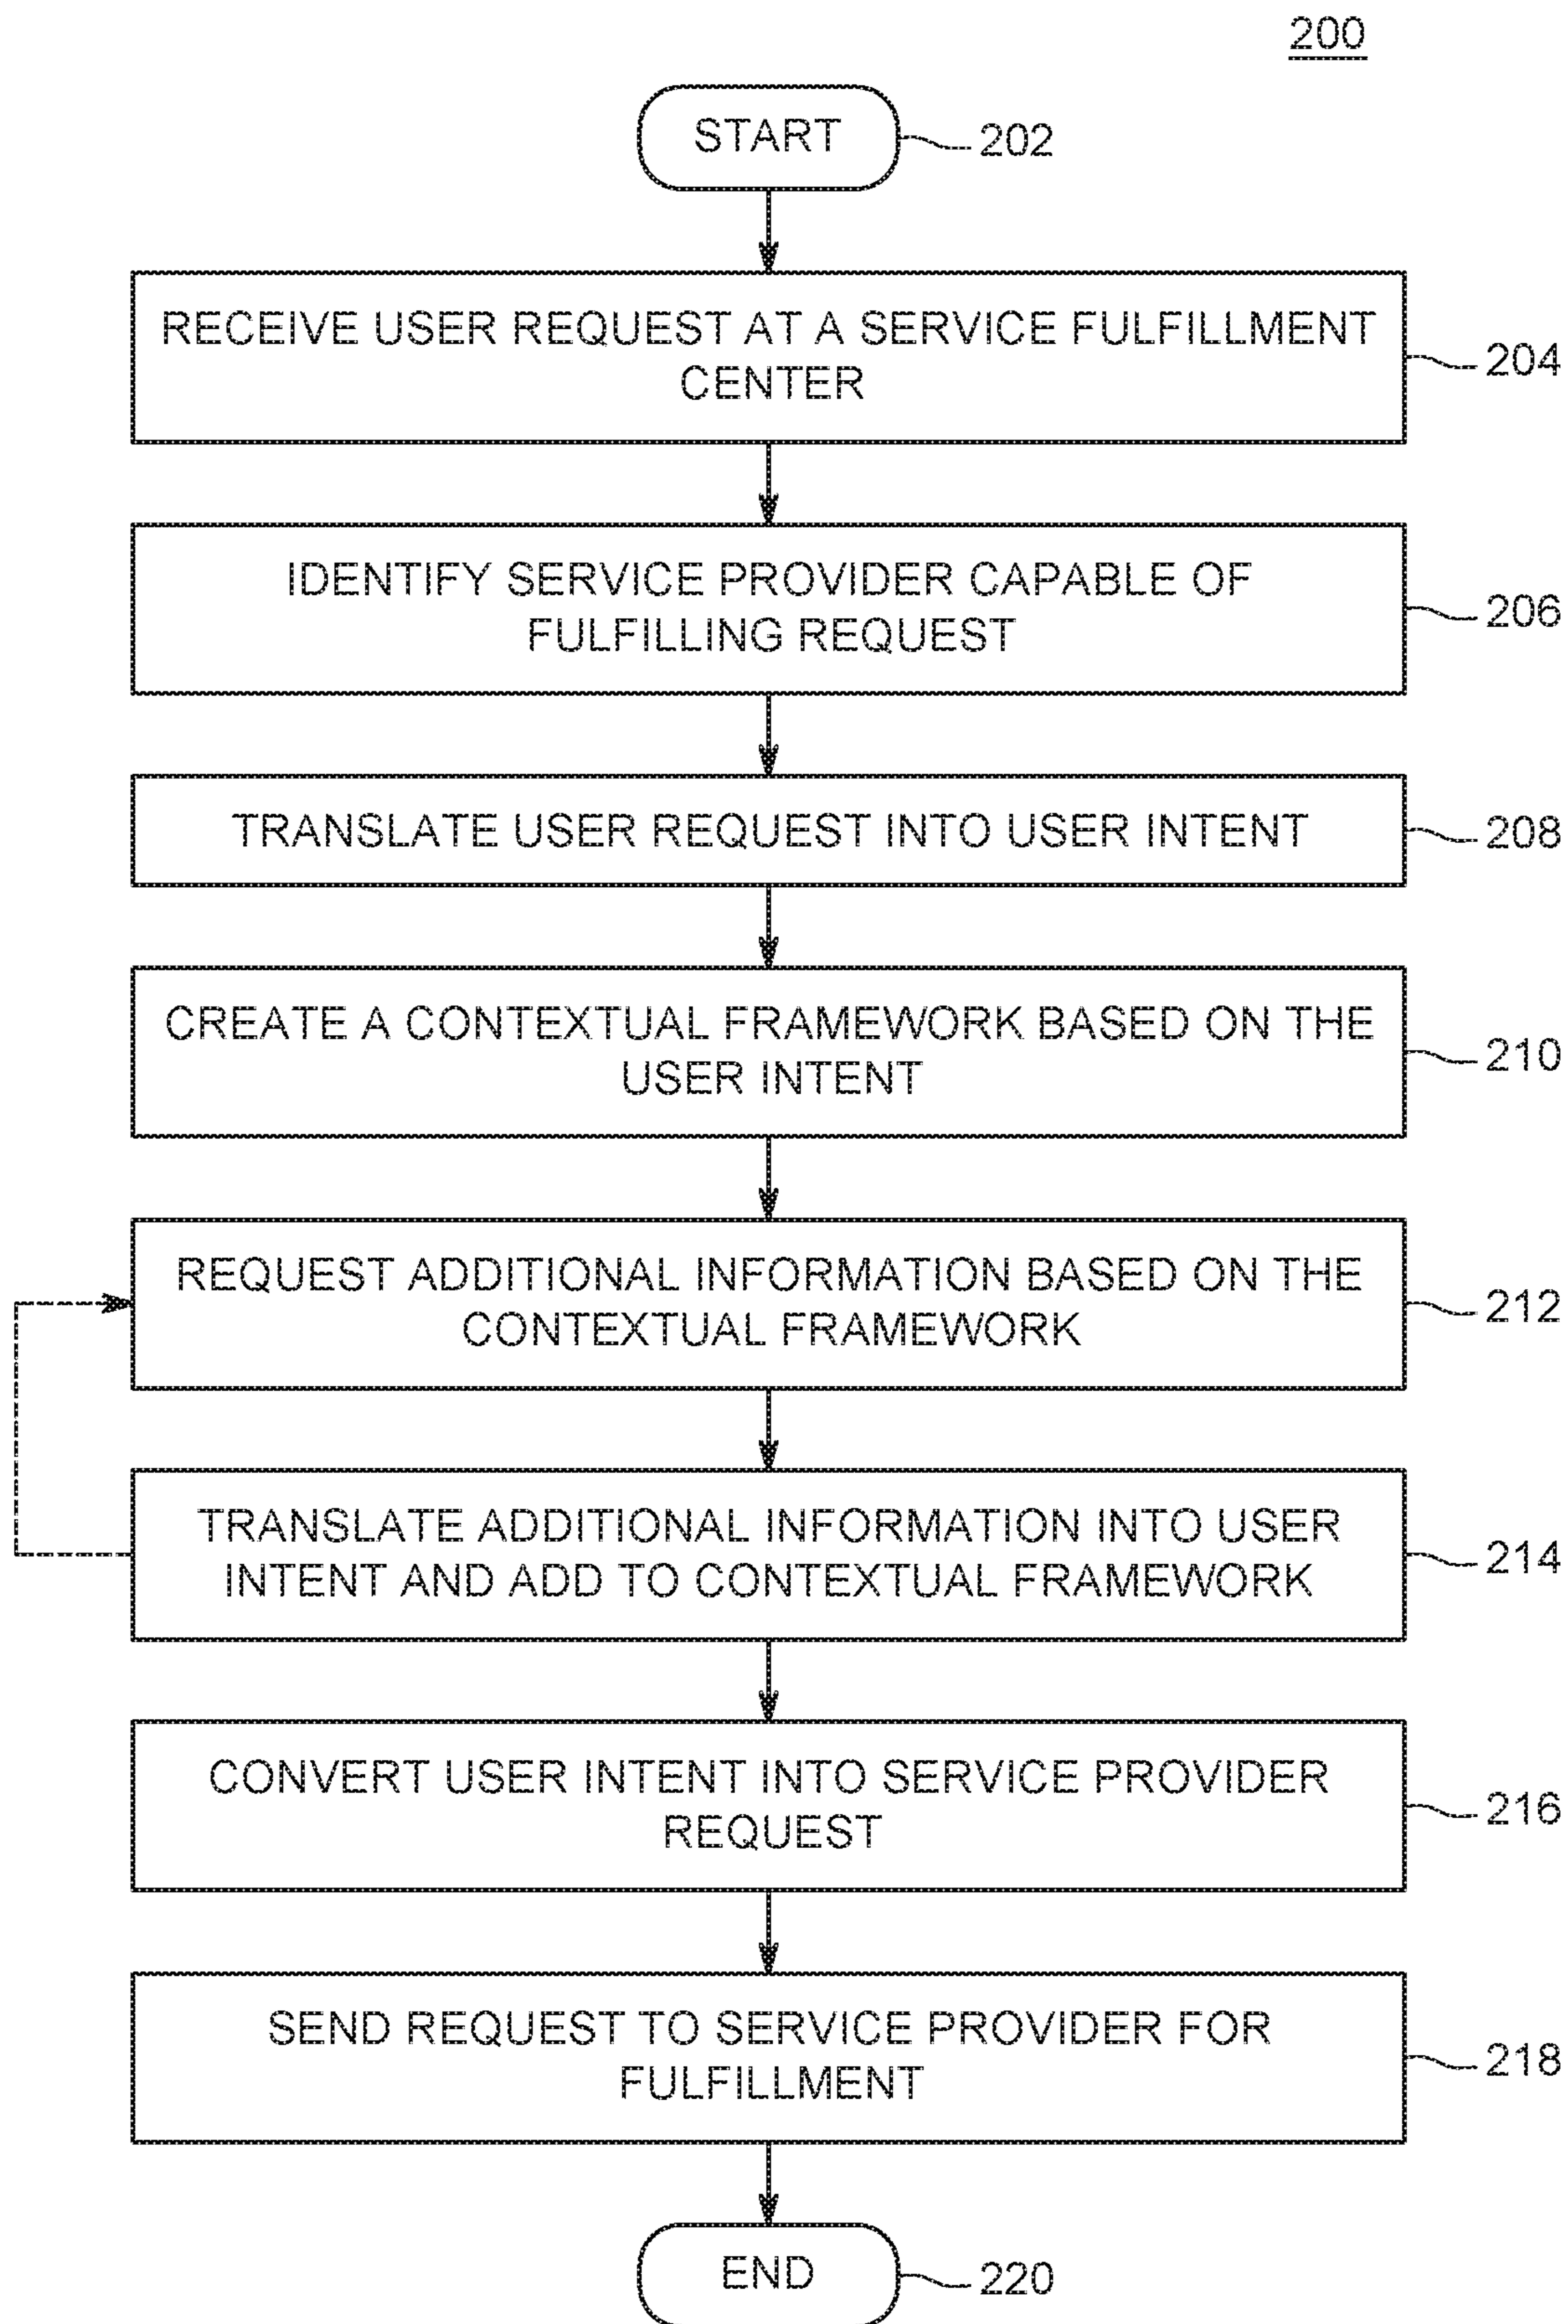 200
START
202
RECEIVE USER REQUEST AT A SERVICE FULFILLMENT
CENTER
204
IDENTIFY SERVICE PROVIDER CAPABLE OF
FULFILLING REQUEST
206
TRANSLATE USER REQUEST INTO USER INTENT
208
CREATE A CONTEXTUAL FRAMEWORK BASED ON THE
USER INTENT
210
REQUEST ADDITIONAL INFORMATION BASED ON THE
CONTEXTUAL FRAMEWORK
212
TRANSLATE ADDITIONAL INFORMATION INTO USER
INTENT AND ADD TO CONTEXTUAL FRAMEWORK
214
CONVERT USER INTENT INTO SERVICE PROVIDER
REQUEST
216
SEND REQUEST TO SERVICE PROVIDER FOR
FULFILLMENT
218
END
220